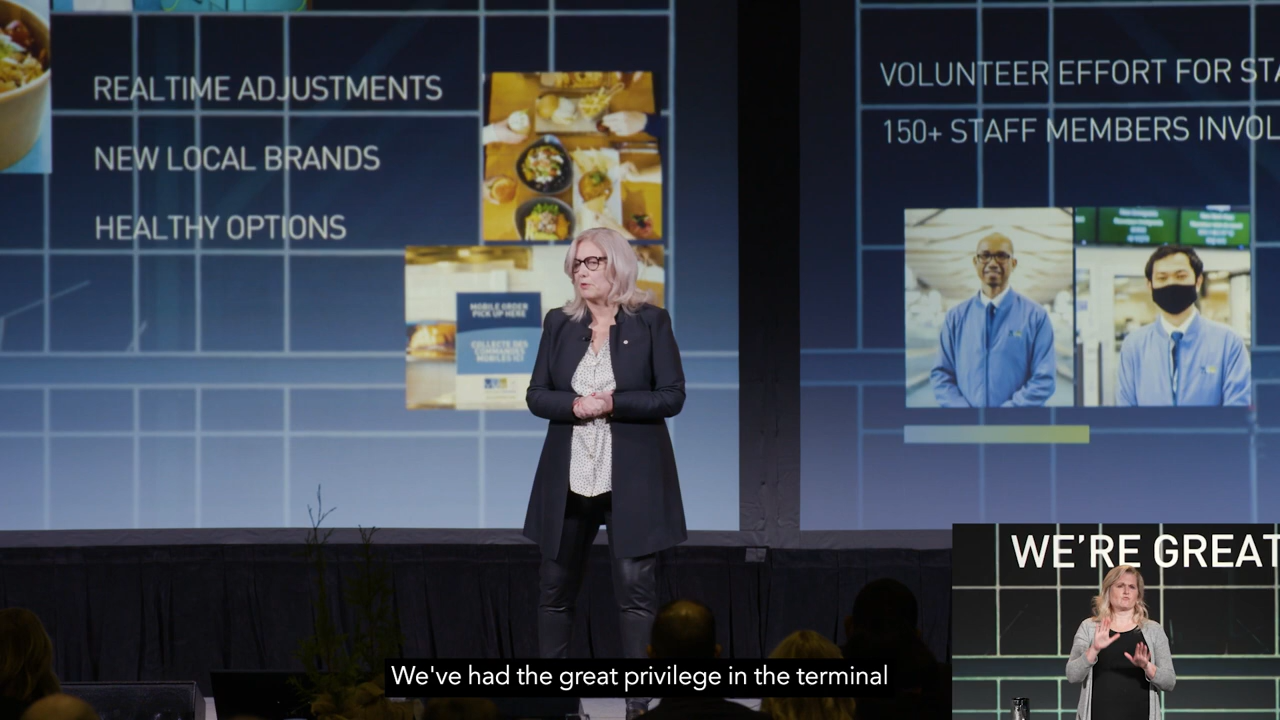 REALTIME ADJUSTMENTS
NEW LOCAL BRANDS
HEALTHY OPTIONS
MOBILE ORDER
PICK UP HERE
COLLECTE DES
COMMANDES
MOBILES ICI
VOLUNTEER EFFORT FOR STA
150+ STAFF MEMBERS INVOL
WE'RE GREAT
We've had the great privilege in the terminal